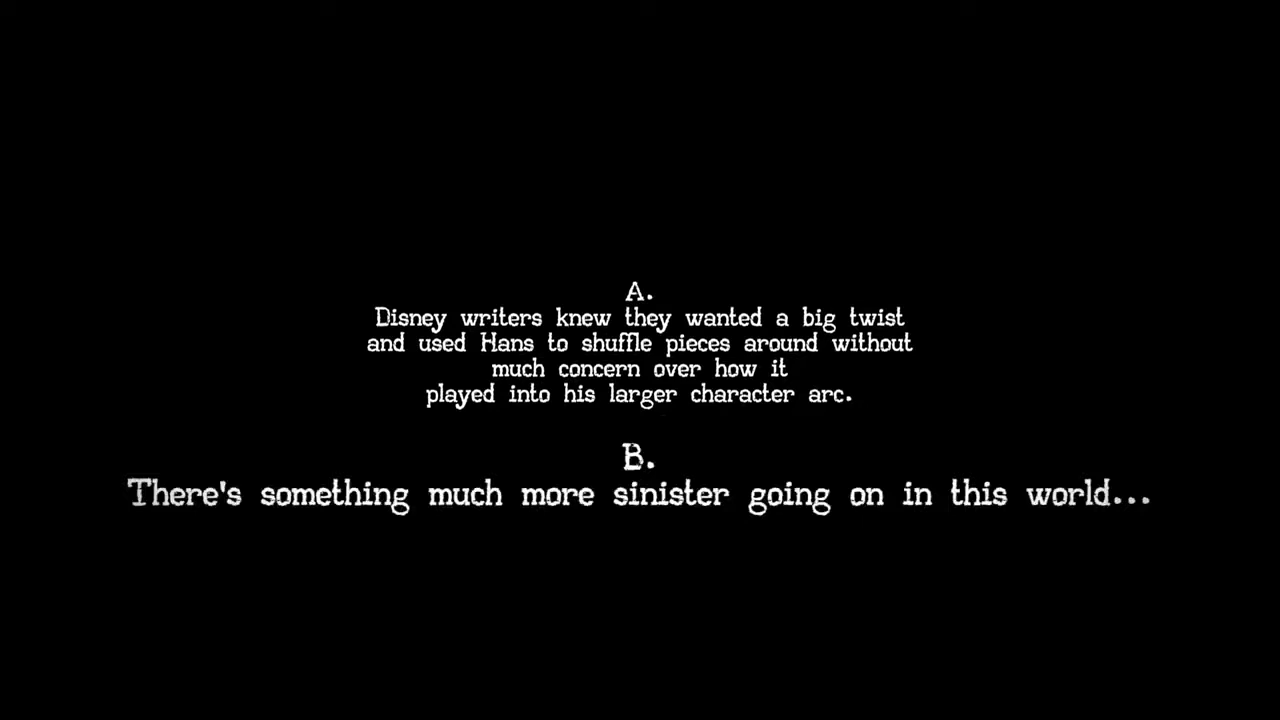 A.
Disney writers knew they wanted a big twist
and used Hans to shuffle pieces around without
much concern over how it
played into his larger character arc.
B.
There's something much more sinister going on in this world...